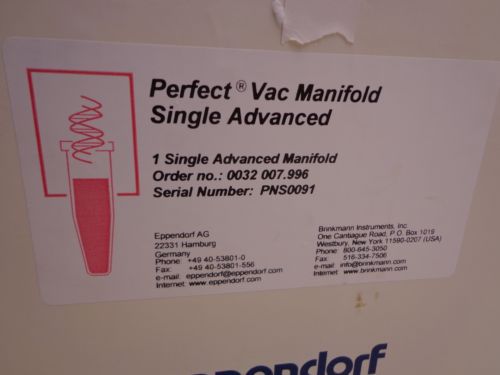 Perfect ® Vac Manifold
Single Advanced
1 Single Advanced Manifold
Order no.: 0032 007.996
Serial Number: PNS0091
Eppendorf AG
22331 Hamburg
Germany
Phone: +49 40-53801-0
Fax: +49 40-53801-556
e-mail: eppendorf@eppendorf.com
Internet: www.eppendorf.com
Brinkmann Instruments, Inc
One Cantiague Road, P. O. Box 1019
Westbury, New York 11590-0207 (USA)
Phone: 800-645-3050
Fax: 516-334-7506
e-mail: info@brinkmann.com
Internet: www.brinkmann.com
eppendorf